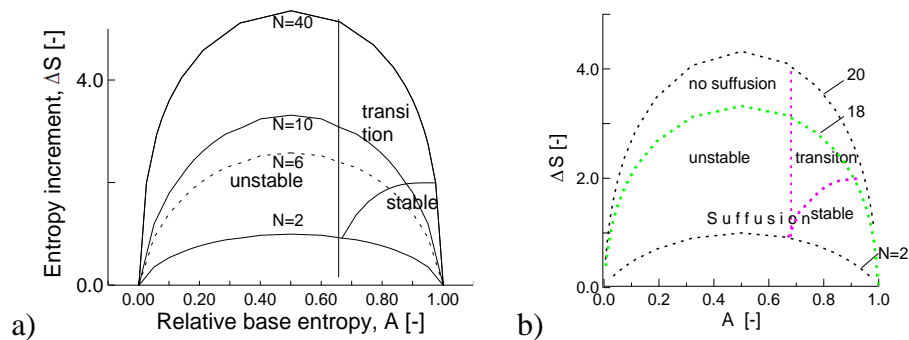 N=40
Entropy increment, ΔS [-]
4.0
transi
tion
N=10
N=6
unstable
stable
N=2
0.0
0.00 0.20 0.40 0.60 0.80 1.00
a) Relative base entropy, A [-]
20
4.0
no suffusion
18
ΔS [-]
unstable
transiton
2.0
Suffusion
stable
N=2
0.0
0.0 0.2 0.4 0.6 0.8 1.0
b) A [-]